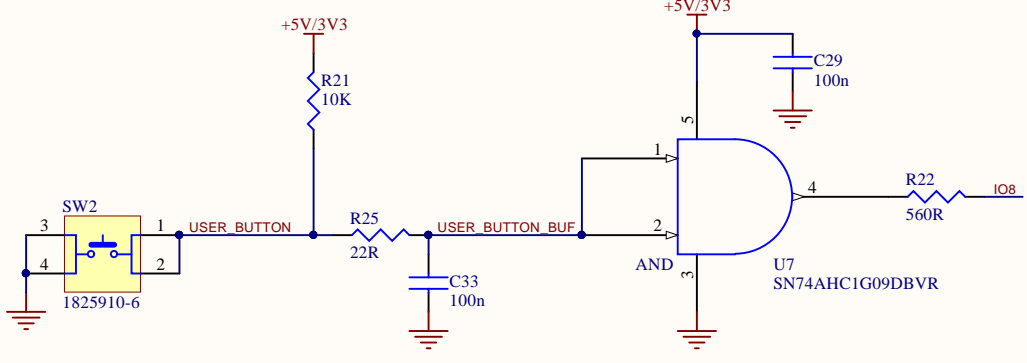 +5V/3V3
+5V/3V3
R21
10K
C29
100n
5
1
4
R22
IO8
560R
SW2
3
1
USER_BUTTON
R25
22R
USER_BUTTON_BUF
2
4
2
AND
3
U7
SN74AHC1G09DBVR
C33
100n
1825910-6